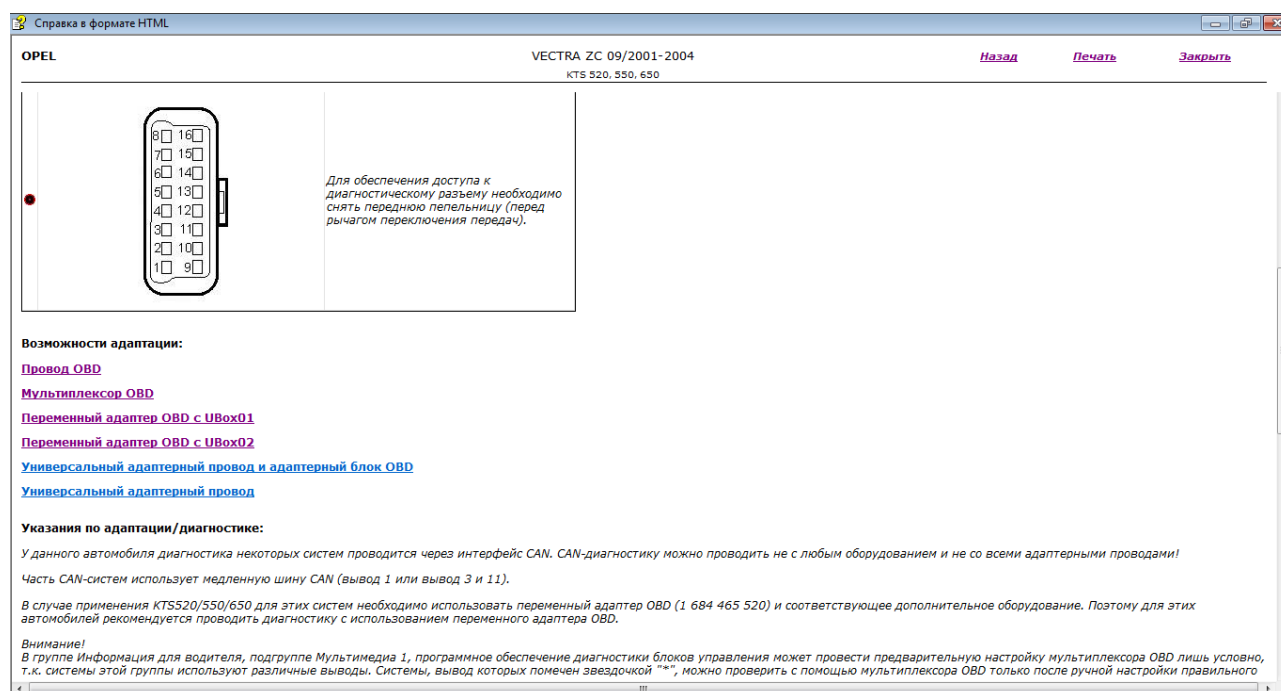 Справка в формате HTML
OPEL
VECTRA ZC 09/2001-2004
Назад
Печать
Закрыть
KTS 520, 550, 650
8 16
7 15
6 14
5 13
4 12
3 11
2 10
1 9
Для обеспечения доступа к
диагностическому разъему необходимо
снять переднюю пепельницу (перед
рычагом переключения передач).
Возможности адаптации:
Провод OBD
Мультиплексор OBD
Переменный адаптер OBD с UBox01
Переменный адаптер OBD с UBox02
Универсальный адаптерный провод и адаптерный блок OBD
Универсальный адаптерный провод
Указания по адаптации/диагностике:
У данного автомобиля диагностика некоторых систем проводится через интерфейс CAN. CAN-диагностику можно проводить не с любым оборудованием и не со всеми адаптерными проводами!
Часть CAN-систем использует медленную шину CAN (вывод 1 или вывод 3 и 11).
В случае применения KTS520/550/650 для этих систем необходимо использовать переменный адаптер OBD (1 684 465 520) и соответствующее дополнительное оборудование. Поэтому для этих
автомобилей рекомендуется проводить диагностику с использованием переменного адаптера OBD.
Внимание!
В группе Информация для водителя, подгруппе Мультимедиа 1, программное обеспечение диагностики блоков управления может провести предварительную настройку мультиплексора OBD лишь условно,
т.к. системы этой группы используют различные выводы. Системы, вывод которых помечен звездочкой "*", можно проверить с помощью мультиплексора OBD только после ручной настройки правильного